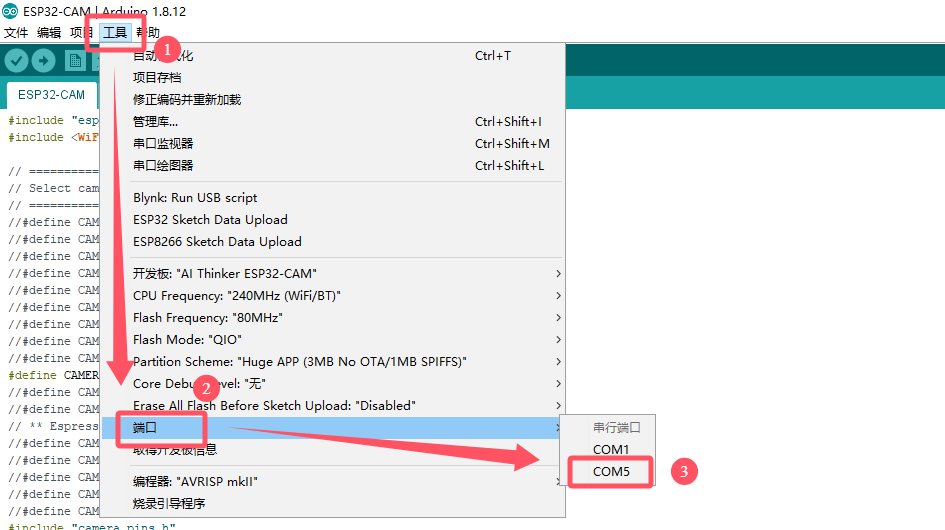 ESP32-CAM | Arduino 1.8.12
文件 编辑 项目 工具 帮助
1
自动 化 Ctrl+T
项目存档
修正编码并重新加载
管理库... Ctrl+Shift+I
串口监视器 Ctrl+Shift+M
串口绘图器 Ctrl+Shift+L
Blynk: Run USB script
ESP32 Sketch Data Upload
ESP8266 Sketch Data Upload
开发板: "AI Thinker ESP32-CAM"
CPU Frequency: "240MHz (WiFi/BT)"
Flash Frequency: "80MHz"
Flash Mode: "QIO"
Partition Scheme: "Huge APP (3MB No OTA/1MB SPIFFS)"
Core Debug Level: "无"
2
Erase All Flash Before Sketch Upload: "Disabled"
端口
取得开发板信息
编程器: "AVRISP mkII"
烧录引导程序
串行端口
COM1
COM5
3
ESP32-CAM
#include "esp
#include <WiF
// ==========
// Select cam
// ==========
//#define CAM
//#define CAM
//#define CAM
//#define CAM
//#define CAM
//#define CAM
//#define CAM
//#define CAM
//#define CAM
#define CAMER
//#define CAM
//#define CAM
// ** Espress
//#define CAM
//#define CAM
//#define CAM
//#define CAM
//#define CAM
#include "camera_pins.h"